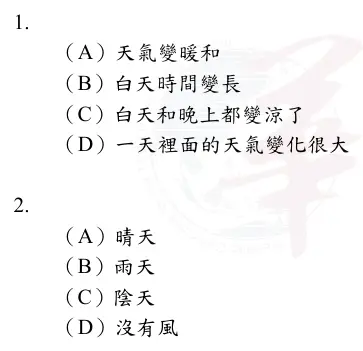 1.
（A）天氣變暖和
（B）白天時間變長
（C）白天和晚上都變涼了
（D）一天裡面的天氣變化很大
2.
（A）晴天
（B）雨天
（C）陰天
（D）沒有風